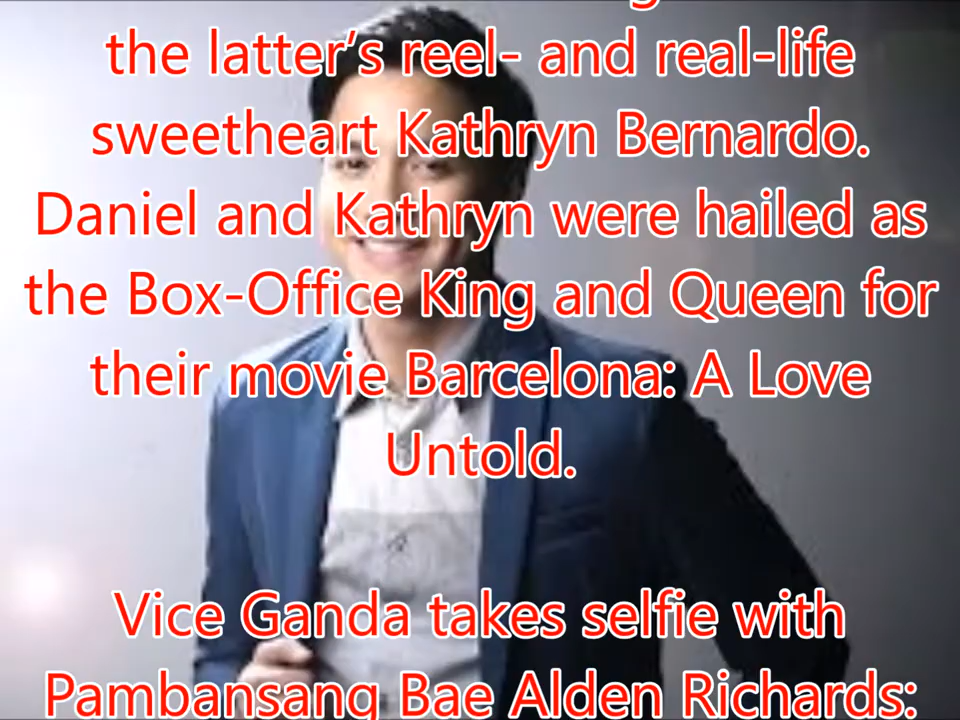 the latter's reel- and real-life
sweetheart Kathryn Bernardo.
Daniel and Kathryn were hailed as
the Box-Office King and Queen for
their movie Barcelona: A Love
Untold.
Vice Ganda takes selfie with
Pambansang Bae Alden Richards: